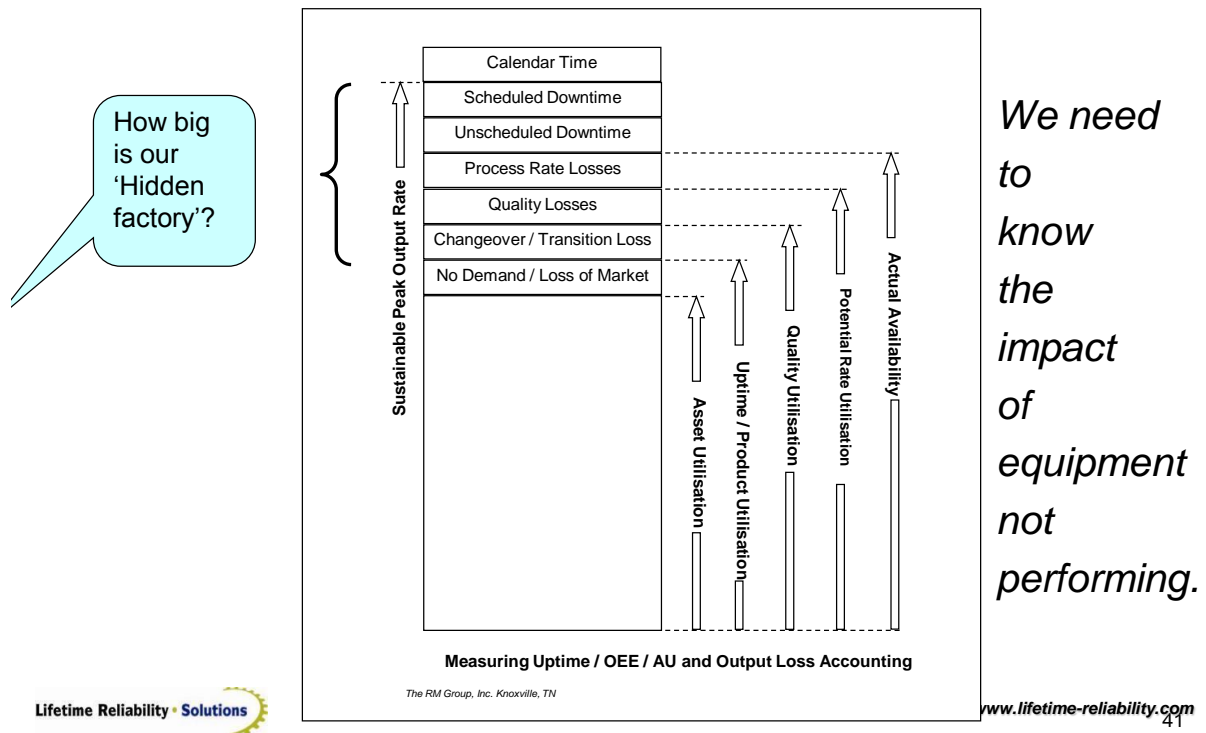 How big
is our
‘Hidden
factory’?
Calendar Time
Scheduled Downtime
Unscheduled Downtime
Process Rate Losses
Quality Losses
Changeover / Transition Loss
No Demand / Loss of Market
Sustainable Peak Output Rate
Asset Utilisation
Uptime / Product Utilisation
Quality Utilisation
Potential Rate Utilisation
Actual Availability
Measuring Uptime / OEE / AU and Output Loss Accounting
The RM Group, Inc. Knoxville, TN
We need
to
know
the
impact
of
equipment
not
performing.
Lifetime Reliability • Solutions
www.lifetime-reliability.com
41